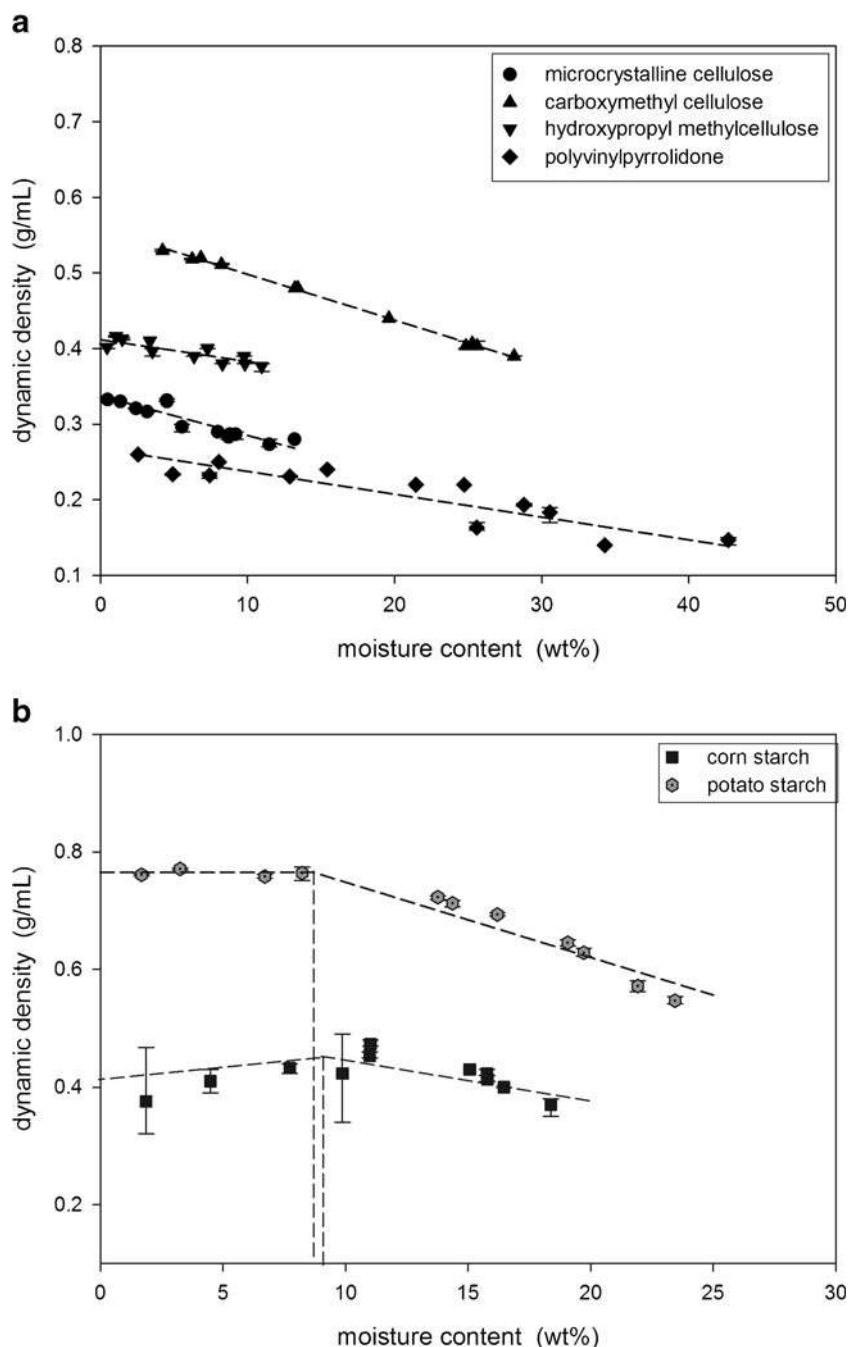 a
0.8
microcrystalline cellulose
carboxymethyl cellulose
hydroxypropyl methylcellulose
polyvinylpyrrolidone
0.7
0.6
0.5
0.4
0.3
0.2
0.1
dynamic density (g/mL)
0 10 20 30 40 50
moisture content (wt%)
b
1.0
corn starch
potato starch
0.8
0.6
0.4
0.2
dynamic density (g/mL)
0 5 10 15 20 25 30
moisture content (wt%)